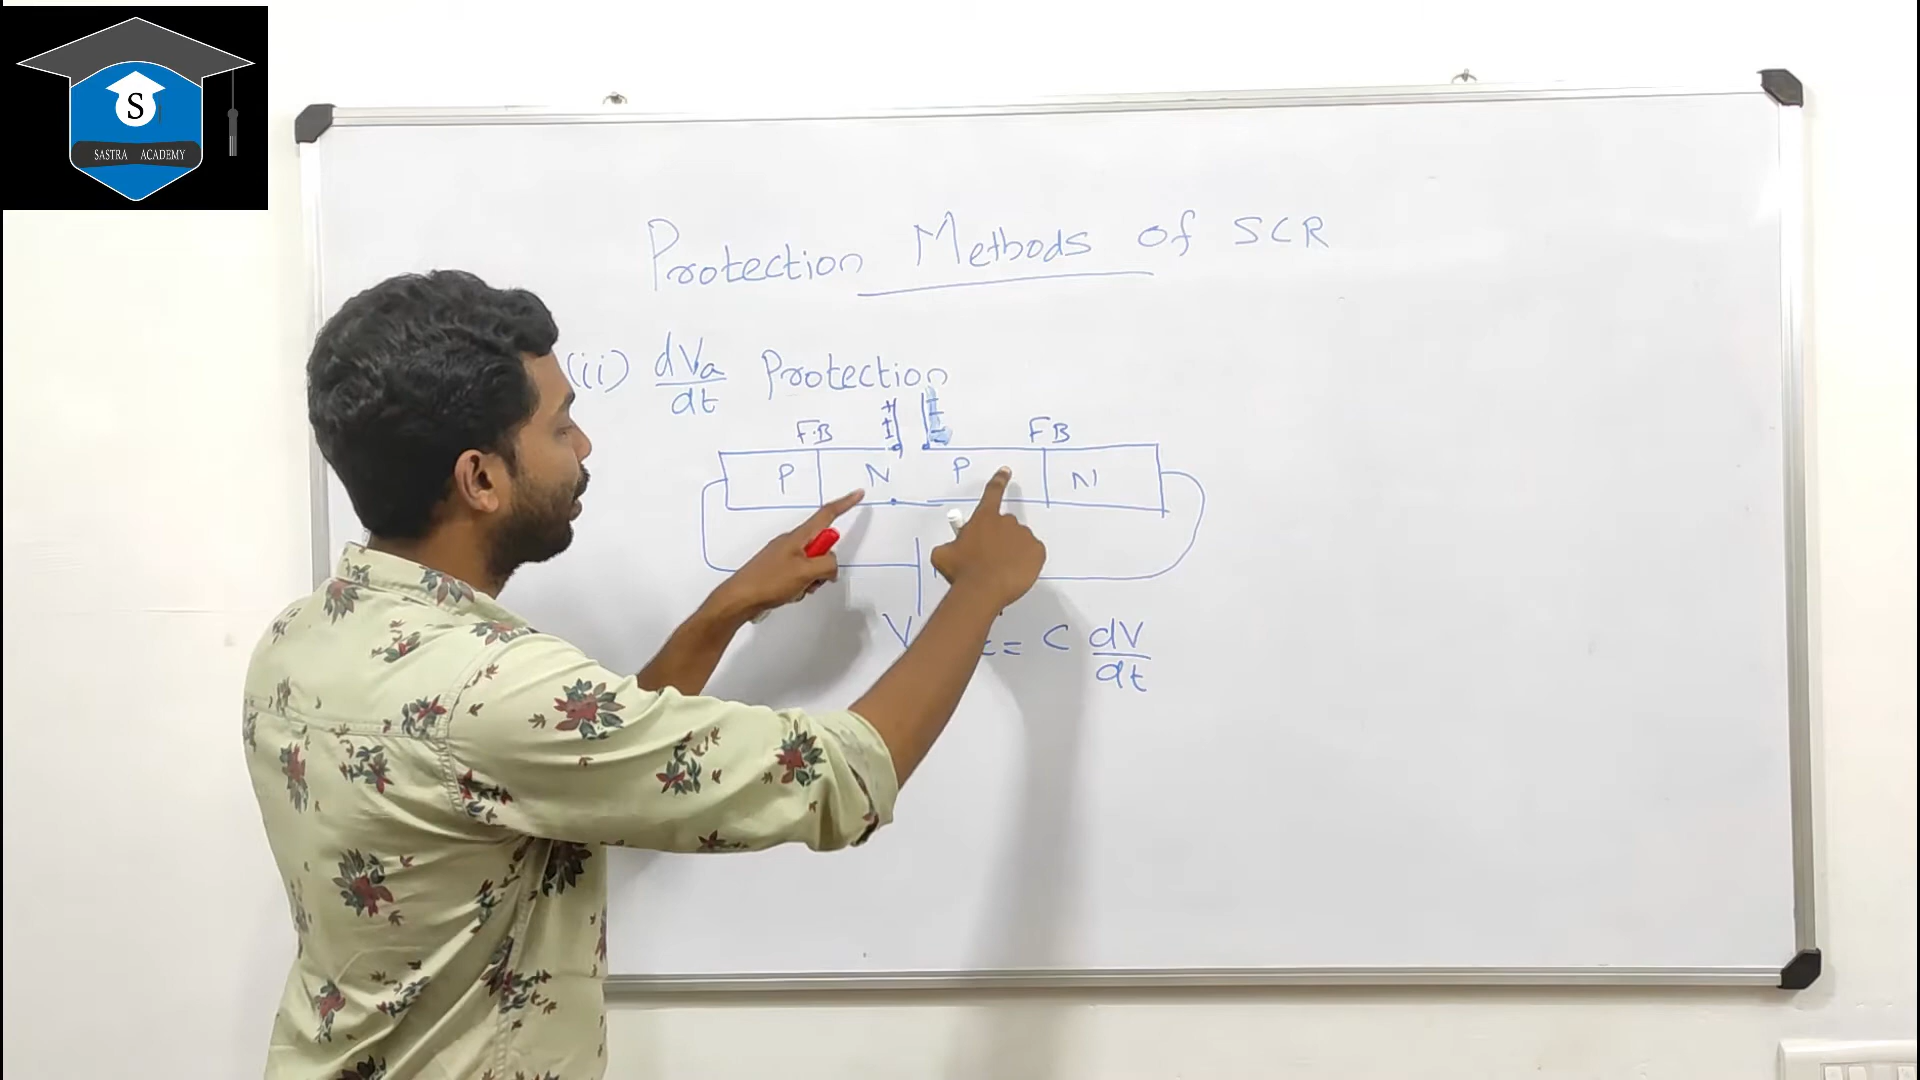 S
SASTRA ACADEMY
Protection Methods of SCR
(ii) dVa/dt Protection
F.B FB
P N P N
V
= C dV/dt